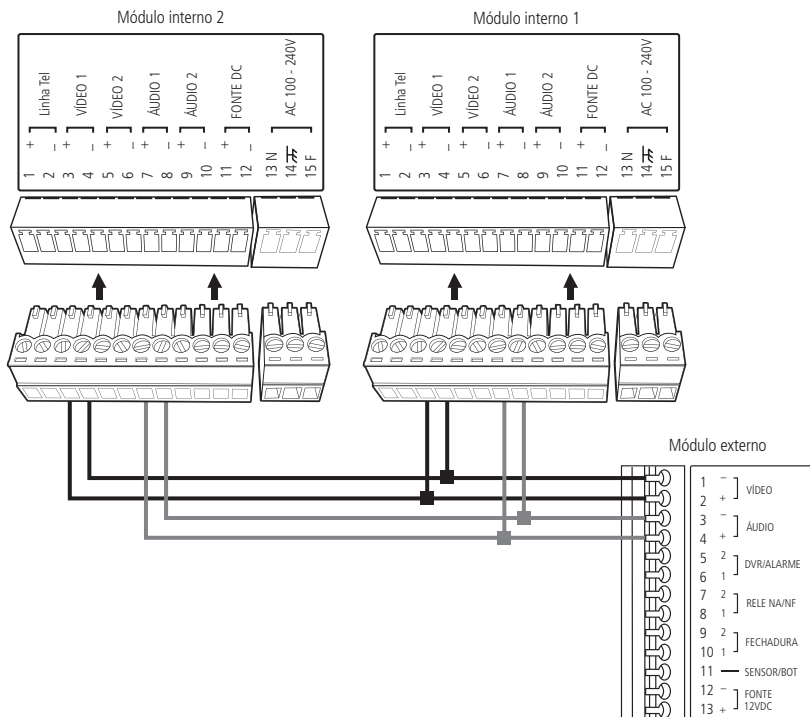 Módulo interno 2
Linha Tel
VÍDEO 1
VÍDEO 2
ÁUDIO 1
ÁUDIO 2
FONTE DC
AC 100 - 240V
+ – + – + – + – + – + –
1 2 3 4 5 6 7 8 9 10 11 12 13 N 14 15 F
Módulo interno 1
Linha Tel
VÍDEO 1
VÍDEO 2
ÁUDIO 1
ÁUDIO 2
FONTE DC
AC 100 - 240V
+ – + – + – + – + – + –
1 2 3 4 5 6 7 8 9 10 11 12 13 N 14 15 F
Módulo externo
1 –
2 +
VÍDEO
3 –
4 +
ÁUDIO
5 2
6 1
DVR/ALARME
7 2
8 1
RELE NA/NF
9 2
10 1
FECHADURA
11 — SENSOR/BOT
12 –
13 +
FONTE
12VDC